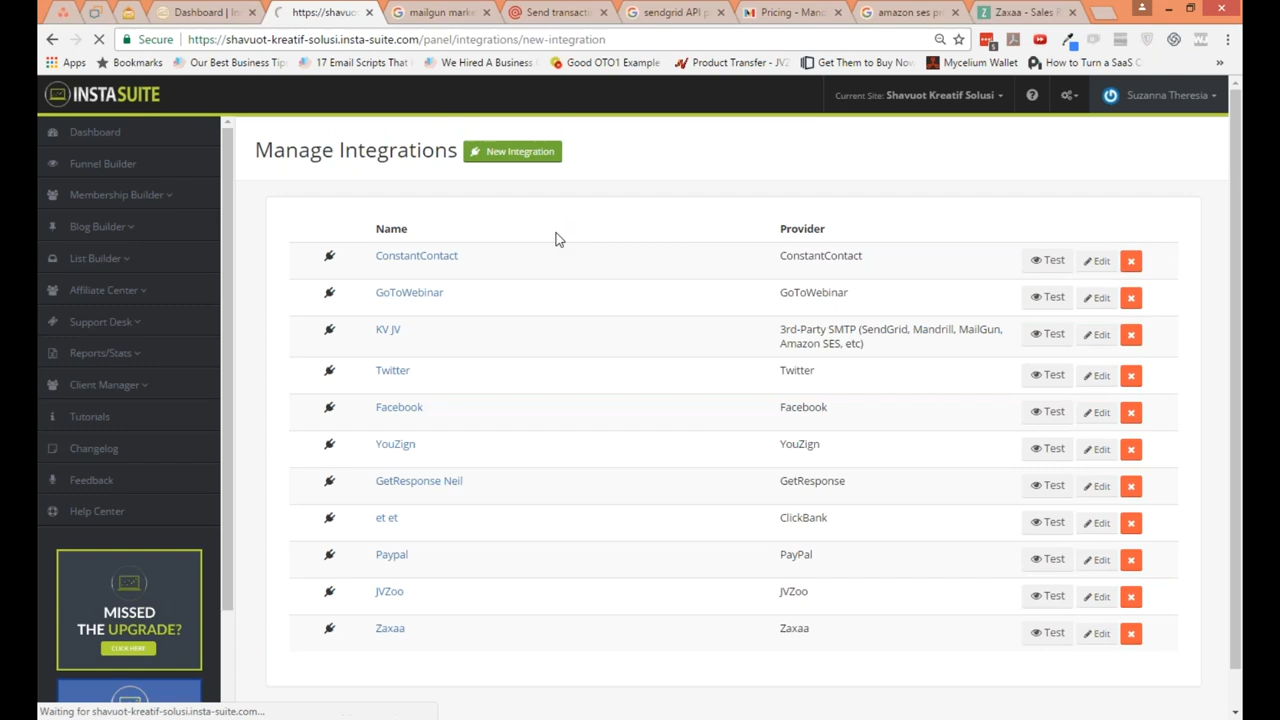 Dashboard | Ins
https://shavuo
mailgun mark
Send transacti
sendgrid API p
Pricing - Mand
amazon ses pr
Zaxaa - Sales F
Secure
https://shavuot-kreatif-solusi.insta-suite.com/panel/integrations/new-integration
Apps
Bookmarks
Our Best Business Tip
17 Email Scripts That
We Hired A Business
Good OTO1 Example
Product Transfer - JVZ
Get Them to Buy Now
Mycelium Wallet
How to Turn a SaaS C
»
INSTASUITE
Current Site: Shavuot Kreatif Solusi
Suzanna Theresia
Dashboard
Funnel Builder
Membership Builder
Blog Builder
List Builder
Affiliate Center
Support Desk
Reports/Stats
Client Manager
Tutorials
Changelog
Feedback
Help Center
MISSED
THE UPGRADE?
CLICK HERE
Manage Integrations
New Integration
Name Provider
ConstantContact ConstantContact Test Edit
GoToWebinar GoToWebinar Test Edit
KV JV 3rd-Party SMTP (SendGrid, Mandrill, MailGun, Test Edit
Amazon SES, etc)
Twitter Twitter Test Edit
Facebook Facebook Test Edit
YouZign YouZign Test Edit
GetResponse Neil GetResponse Test Edit
et et ClickBank Test Edit
Paypal PayPal Test Edit
JVZoo JVZoo Test Edit
Zaxaa Zaxaa Test Edit
Waiting for shavuot-kreatif-solusi.insta-suite.com...